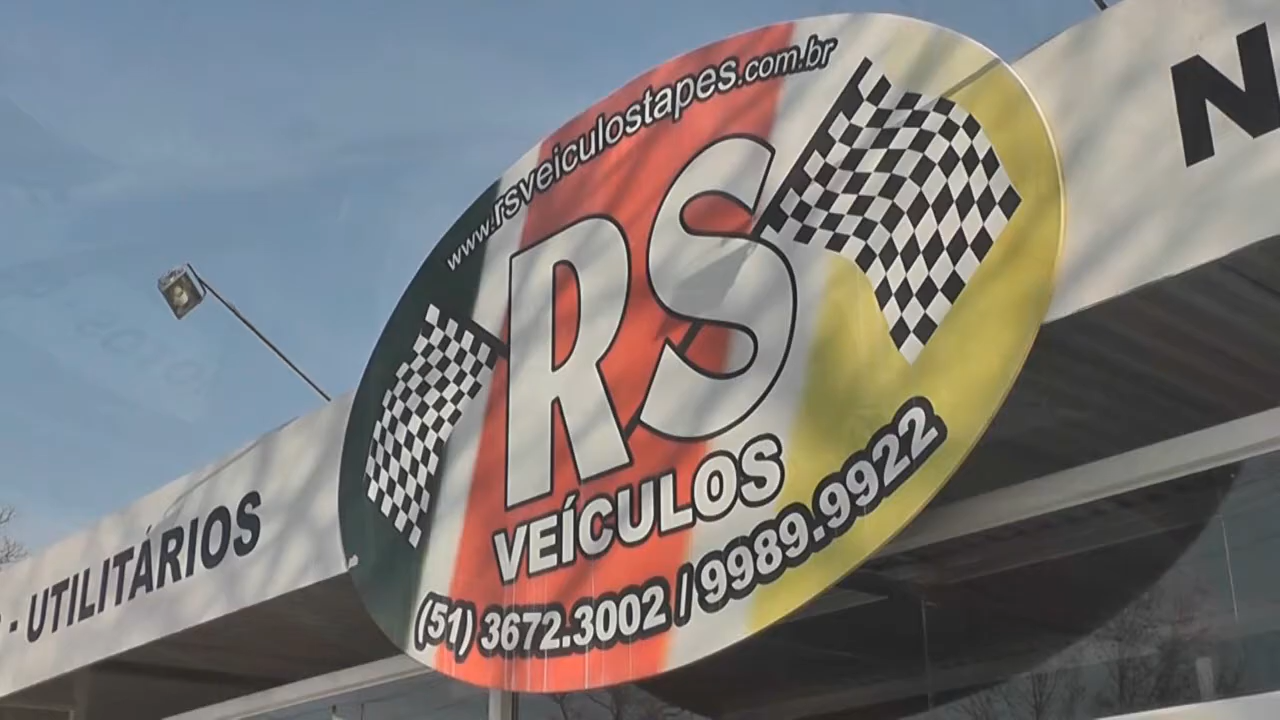 www.rsveiculostapes.com.br
RS
VEÍCULOS
(51) 3672.3002 / 9989.9922
- UTILITÁRIOS
N